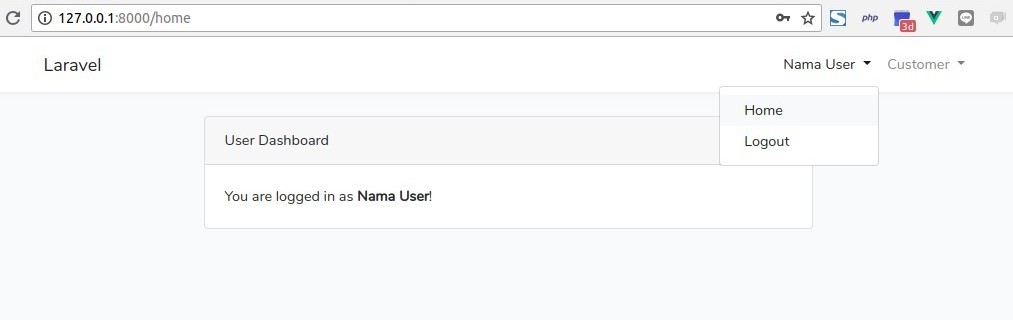 127.0.0.1:8000/home
php
3d
Laravel
Nama User
Customer
Home
Logout
User Dashboard
You are logged in as Nama User!